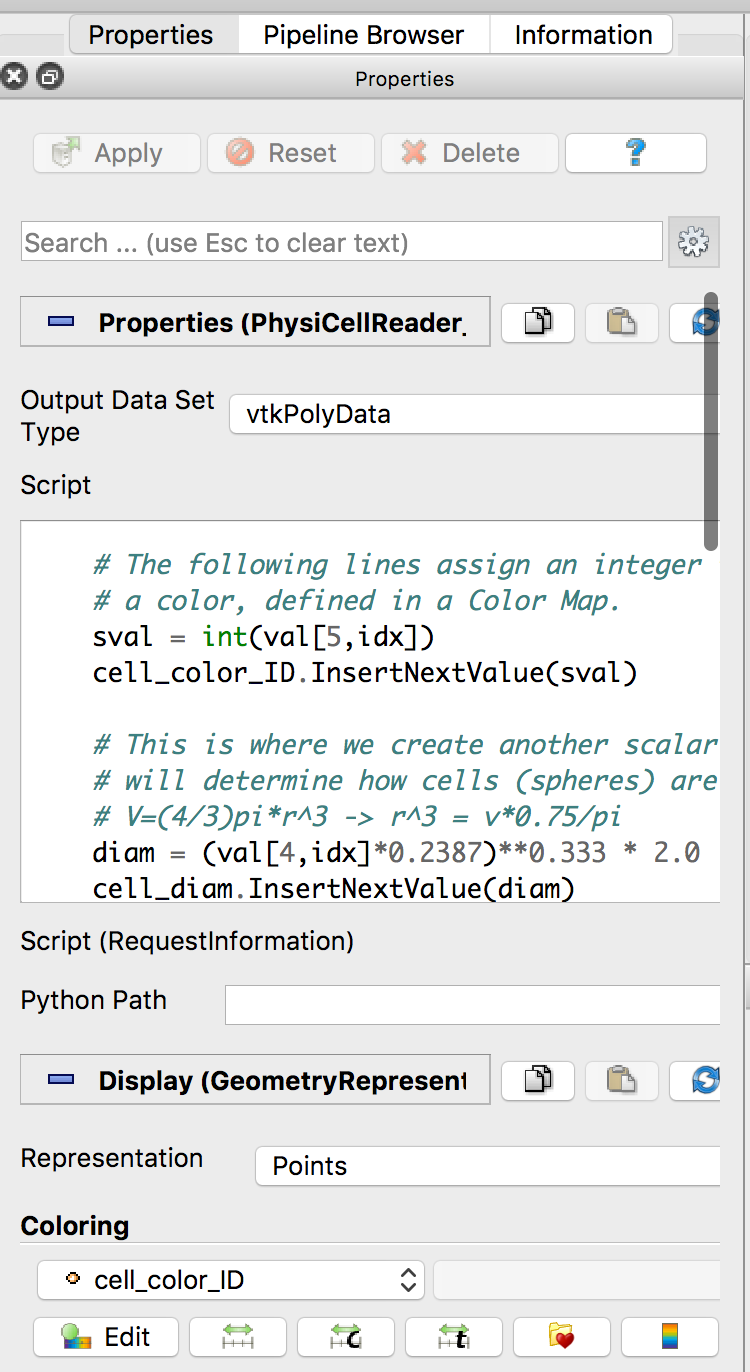 Properties
Pipeline Browser
Information
Properties
Apply
Reset
Delete
?
Search ... (use Esc to clear text)
Properties (PhysiCellReader_
Output Data Set
Type
vtkPolyData
Script
# The following lines assign an integer
# a color, defined in a Color Map.
sval = int(val[5,idx])
cell_color_ID.InsertNextValue(sval)
# This is where we create another scalar
# will determine how cells (spheres) are
# V=(4/3)pi*r^3 -> r^3 = v*0.75/pi
diam = (val[4,idx]*0.2387)**0.333 * 2.0
cell_diam.InsertNextValue(diam)
Script (RequestInformation)
Python Path
Display (GeometryRepresent
Representation
Points
Coloring
cell_color_ID
Edit
c
t